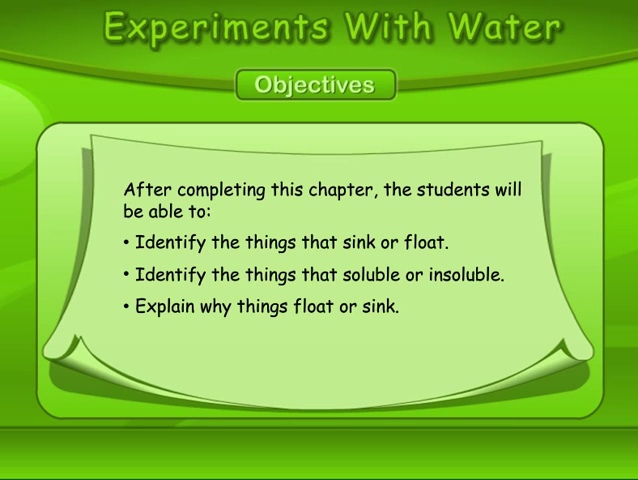 Experiments With Water
Objectives
After completing this chapter, the students will
be able to:
• Identify the things that sink or float.
• Identify the things that soluble or insoluble.
• Explain why things float or sink.